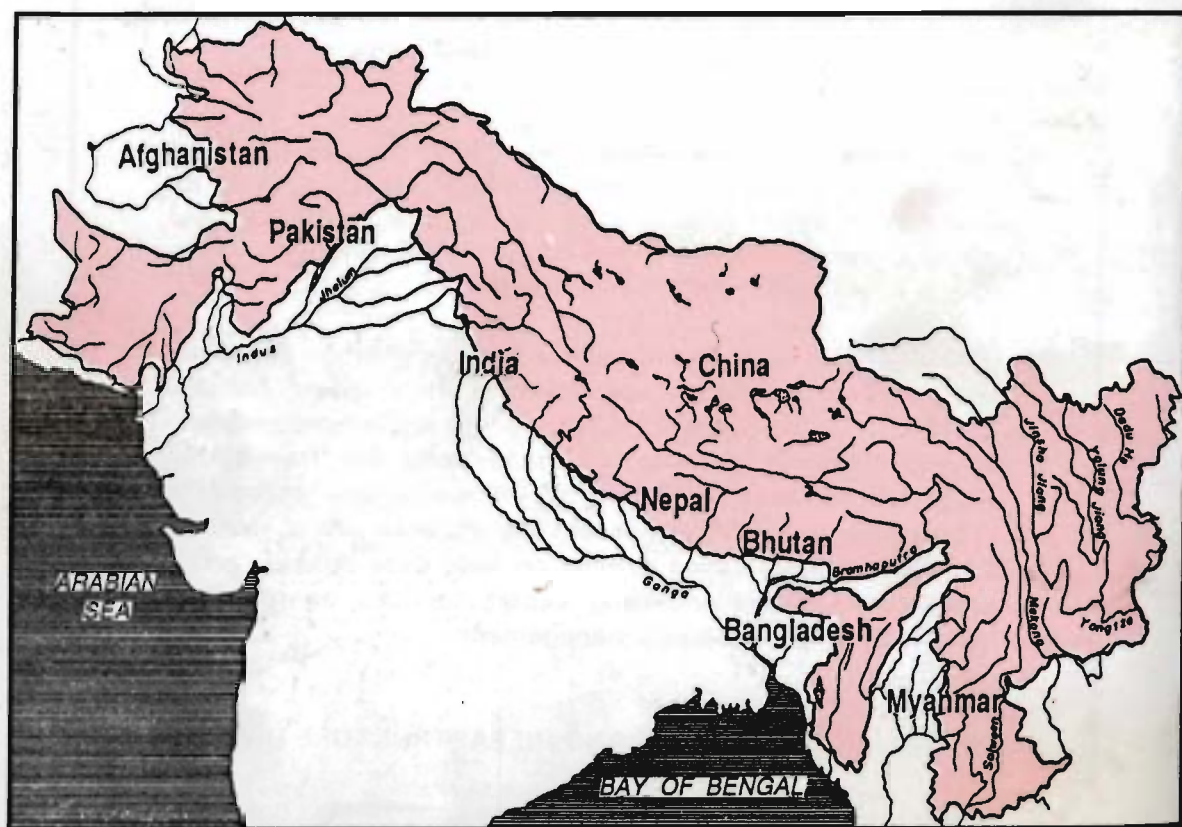 Afghanistan
Pakistan
Jhelum
Indus
India
China
Jinsha Jiang
Yalung Jiang
Dadu He
Nepal
Bhutan
Bramhaputra
Ganga
ARABIAN
SEA
Bangladesh
Mekong
Yangtze
Myanmar
Salween
BAY OF BENGAL